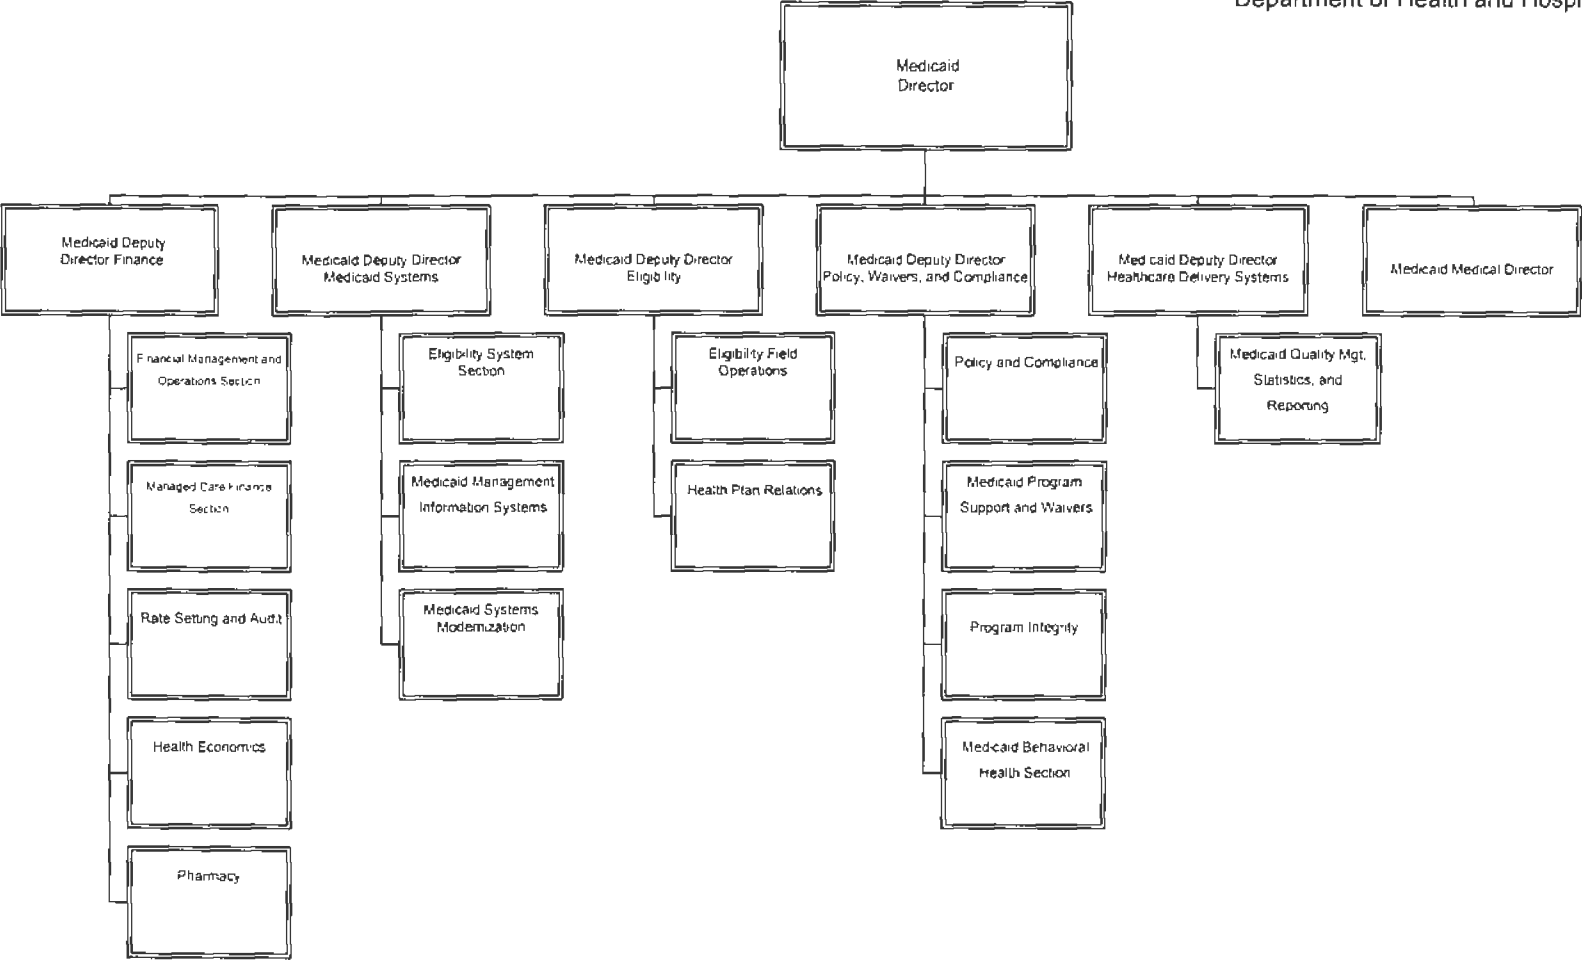 Department of Health and Hospi
Medicaid
Director
Medicaid Deputy
Director Finance
Medicaid Deputy Director
Medicaid Systems
Medicaid Deputy Director
Eligibility
Medicaid Deputy Director
Policy, Waivers, and Compliance
Medicaid Deputy Director
Healthcare Delivery Systems
Medicaid Medical Director
Financial Management and
Operations Section
Managed Care Finance
Section
Rate Setting and Audit
Health Economics
Pharmacy
Eligibility System
Section
Medicaid Management
Information Systems
Medicaid Systems
Modernization
Eligibility Field
Operations
Health Plan Relations
Policy and Compliance
Medicaid Program
Support and Waivers
Program Integrity
Medicaid Behavioral
Health Section
Medicaid Quality Mgt,
Statistics, and
Reporting